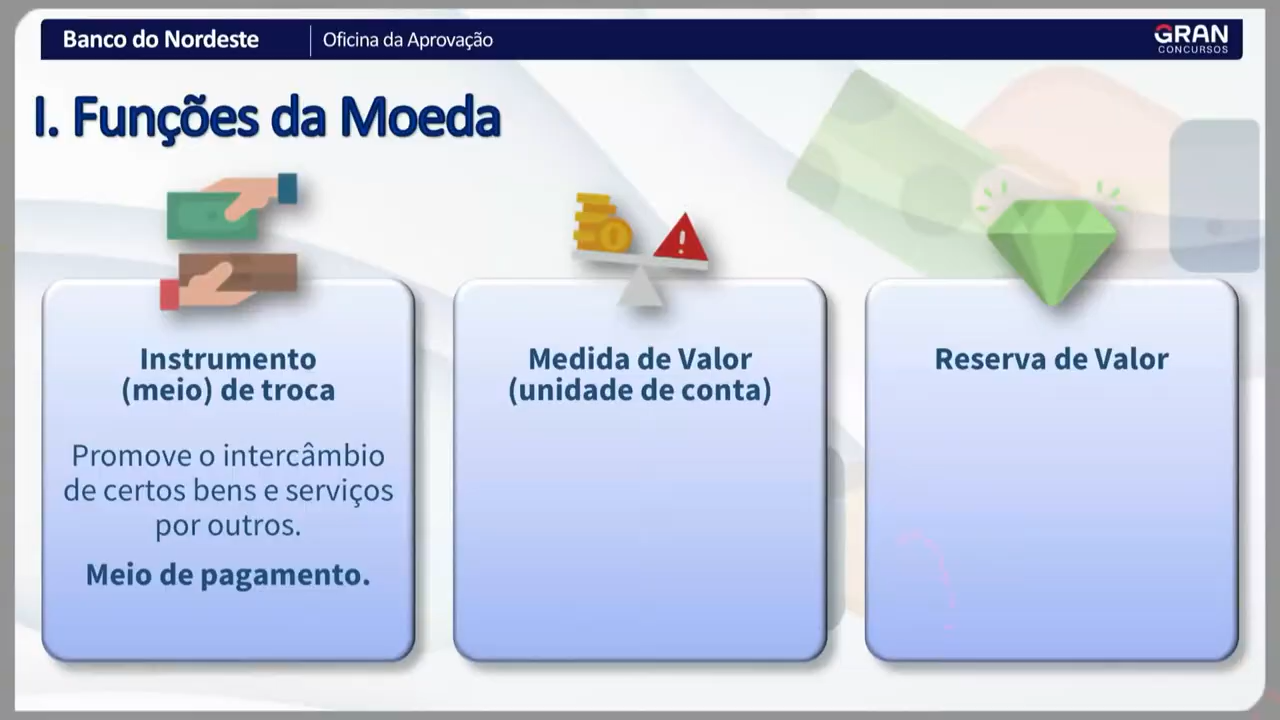 Banco do Nordeste
Oficina da Aprovação
GRAN
CONCURSOS
I. Funções da Moeda
Instrumento
(meio) de troca
Promove o intercâmbio
de certos bens e serviços
por outros.
Meio de pagamento.
Medida de Valor
(unidade de conta)
Reserva de Valor